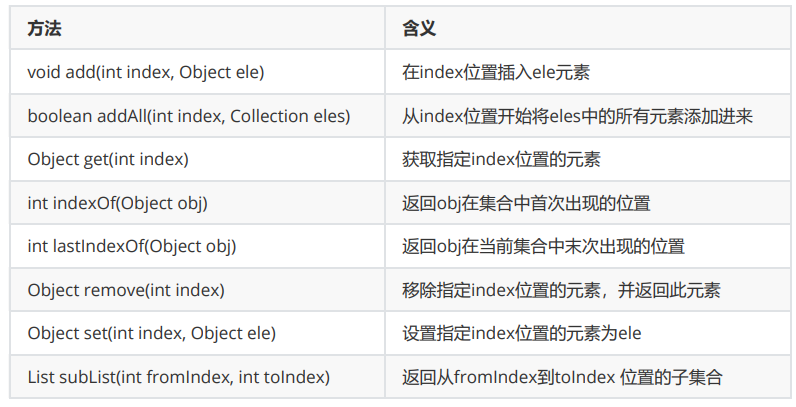 方法 含义
void add(int index, Object ele) 在index位置插入ele元素
boolean addAll(int index, Collection eles) 从index位置开始将eles中的所有元素添加进来
Object get(int index) 获取指定index位置的元素
int indexOf(Object obj) 返回obj在集合中首次出现的位置
int lastIndexOf(Object obj) 返回obj在当前集合中末次出现的位置
Object remove(int index) 移除指定index位置的元素，并返回此元素
Object set(int index, Object ele) 设置指定index位置的元素为ele
List subList(int fromIndex, int toIndex) 返回从fromIndex到toIndex 位置的子集合